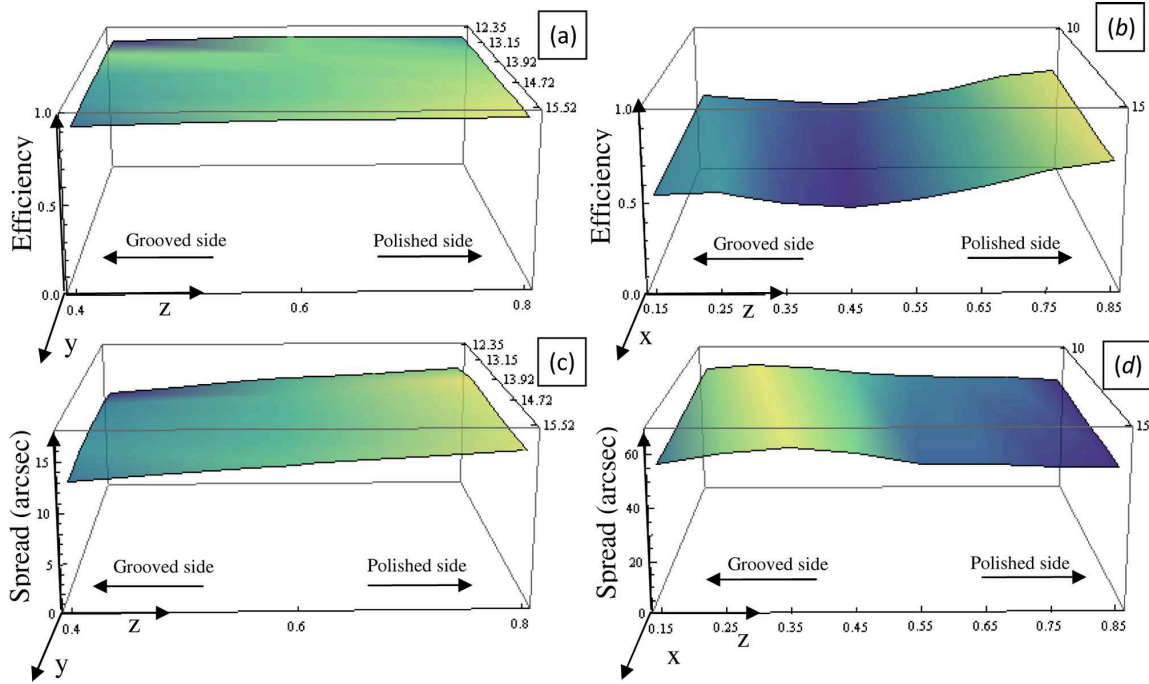 (a)
12.35
13.15
13.92
14.72
15.52
1.0
0.5
0.0
Efficiency
Grooved side
Polished side
z
0.4
0.6
0.8
y
(b)
10
15
1.0
0.5
0.0
Efficiency
Grooved side
Polished side
z
0.15
0.25
0.35
0.45
0.55
0.65
0.75
0.85
x
(c)
12.35
13.15
13.92
14.72
15.52
15
10
5
0
Spread (arcsec)
Grooved side
Polished side
z
0.4
0.6
0.8
y
(d)
10
15
60
40
20
0
Spread (arcsec)
Grooved side
Polished side
z
0.15
0.25
0.35
0.45
0.55
0.65
0.75
0.85
x